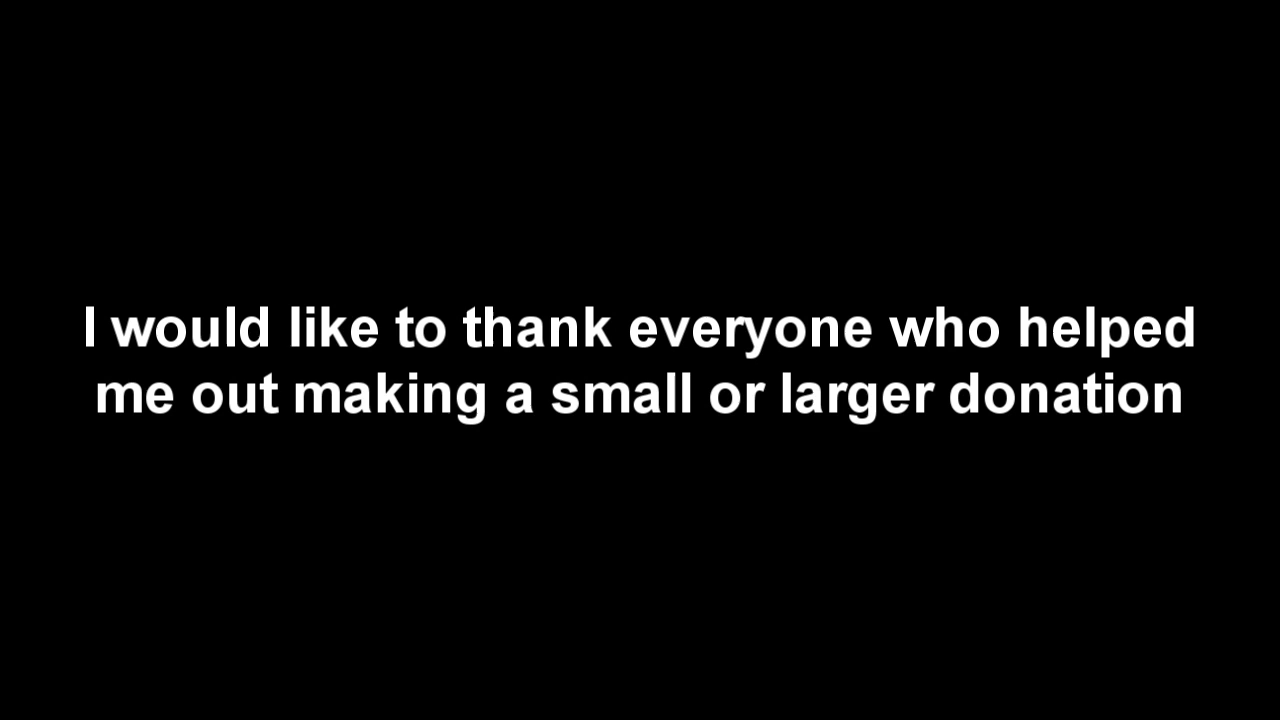 I would like to thank everyone who helped
me out making a small or larger donation